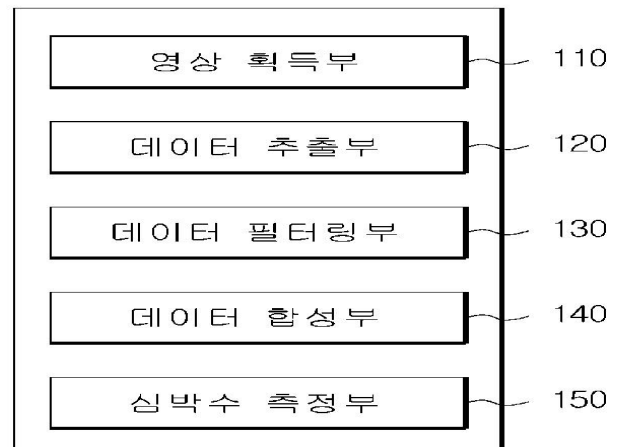 영상 획득부 110
데이터 추출부 120
데이터 필터링부 130
데이터 합성부 140
심박수 측정부 150